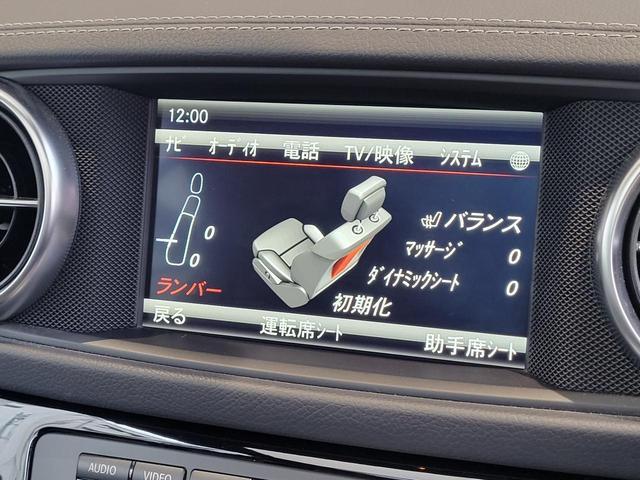 12:00
ナビ オーディオ 電話 TV/映像 システム
バランス
0
マッサージ 0
0
ダイナミックシート 0
ランバー
初期化
戻る 運転席シート 助手席シート
AUDIO VIDEO